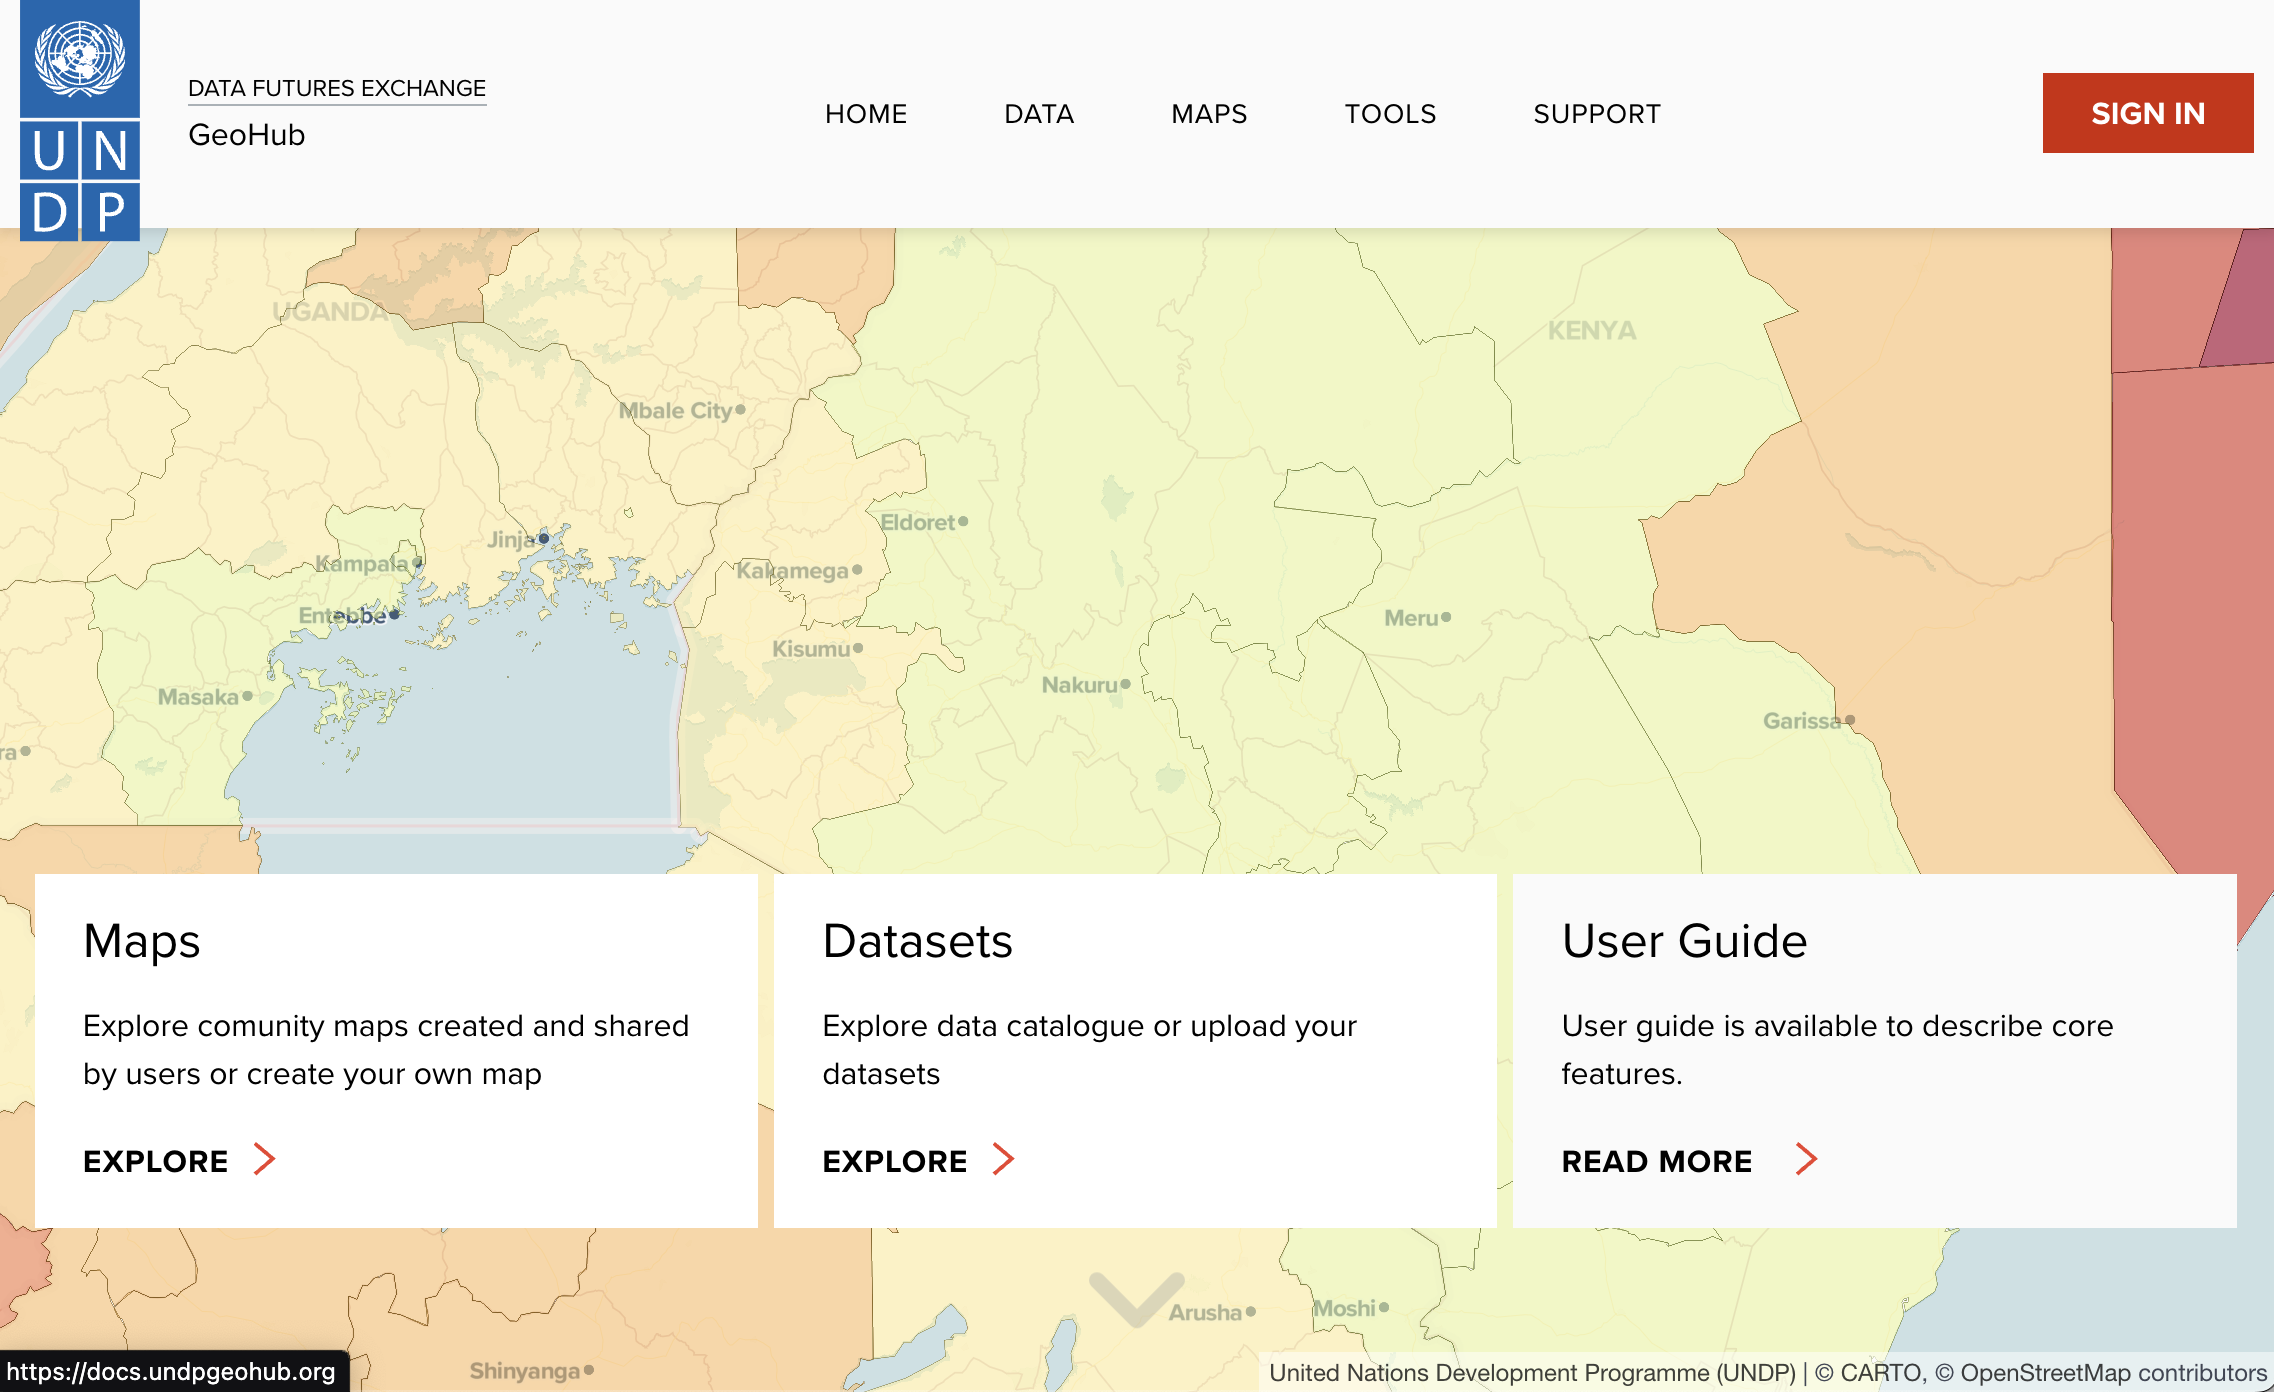 UN
DP
DATA FUTURES EXCHANGE
GeoHub
HOME DATA MAPS TOOLS SUPPORT
SIGN IN
UGANDA
KENYA
Mbale City
Eldoret
Jinja
Kampala
Kakamega
Entebbe
Meru
Kisumu
Nakuru
Masaka
Garissa
ra
Maps
Explore comunity maps created and shared
by users or create your own map
EXPLORE
Datasets
Explore data catalogue or upload your
datasets
EXPLORE
User Guide
User guide is available to describe core
features.
READ MORE
Arusha
Moshi
Shinyanga
https://docs.undpgeohub.org
United Nations Development Programme (UNDP) | © CARTO, © OpenStreetMap contributors